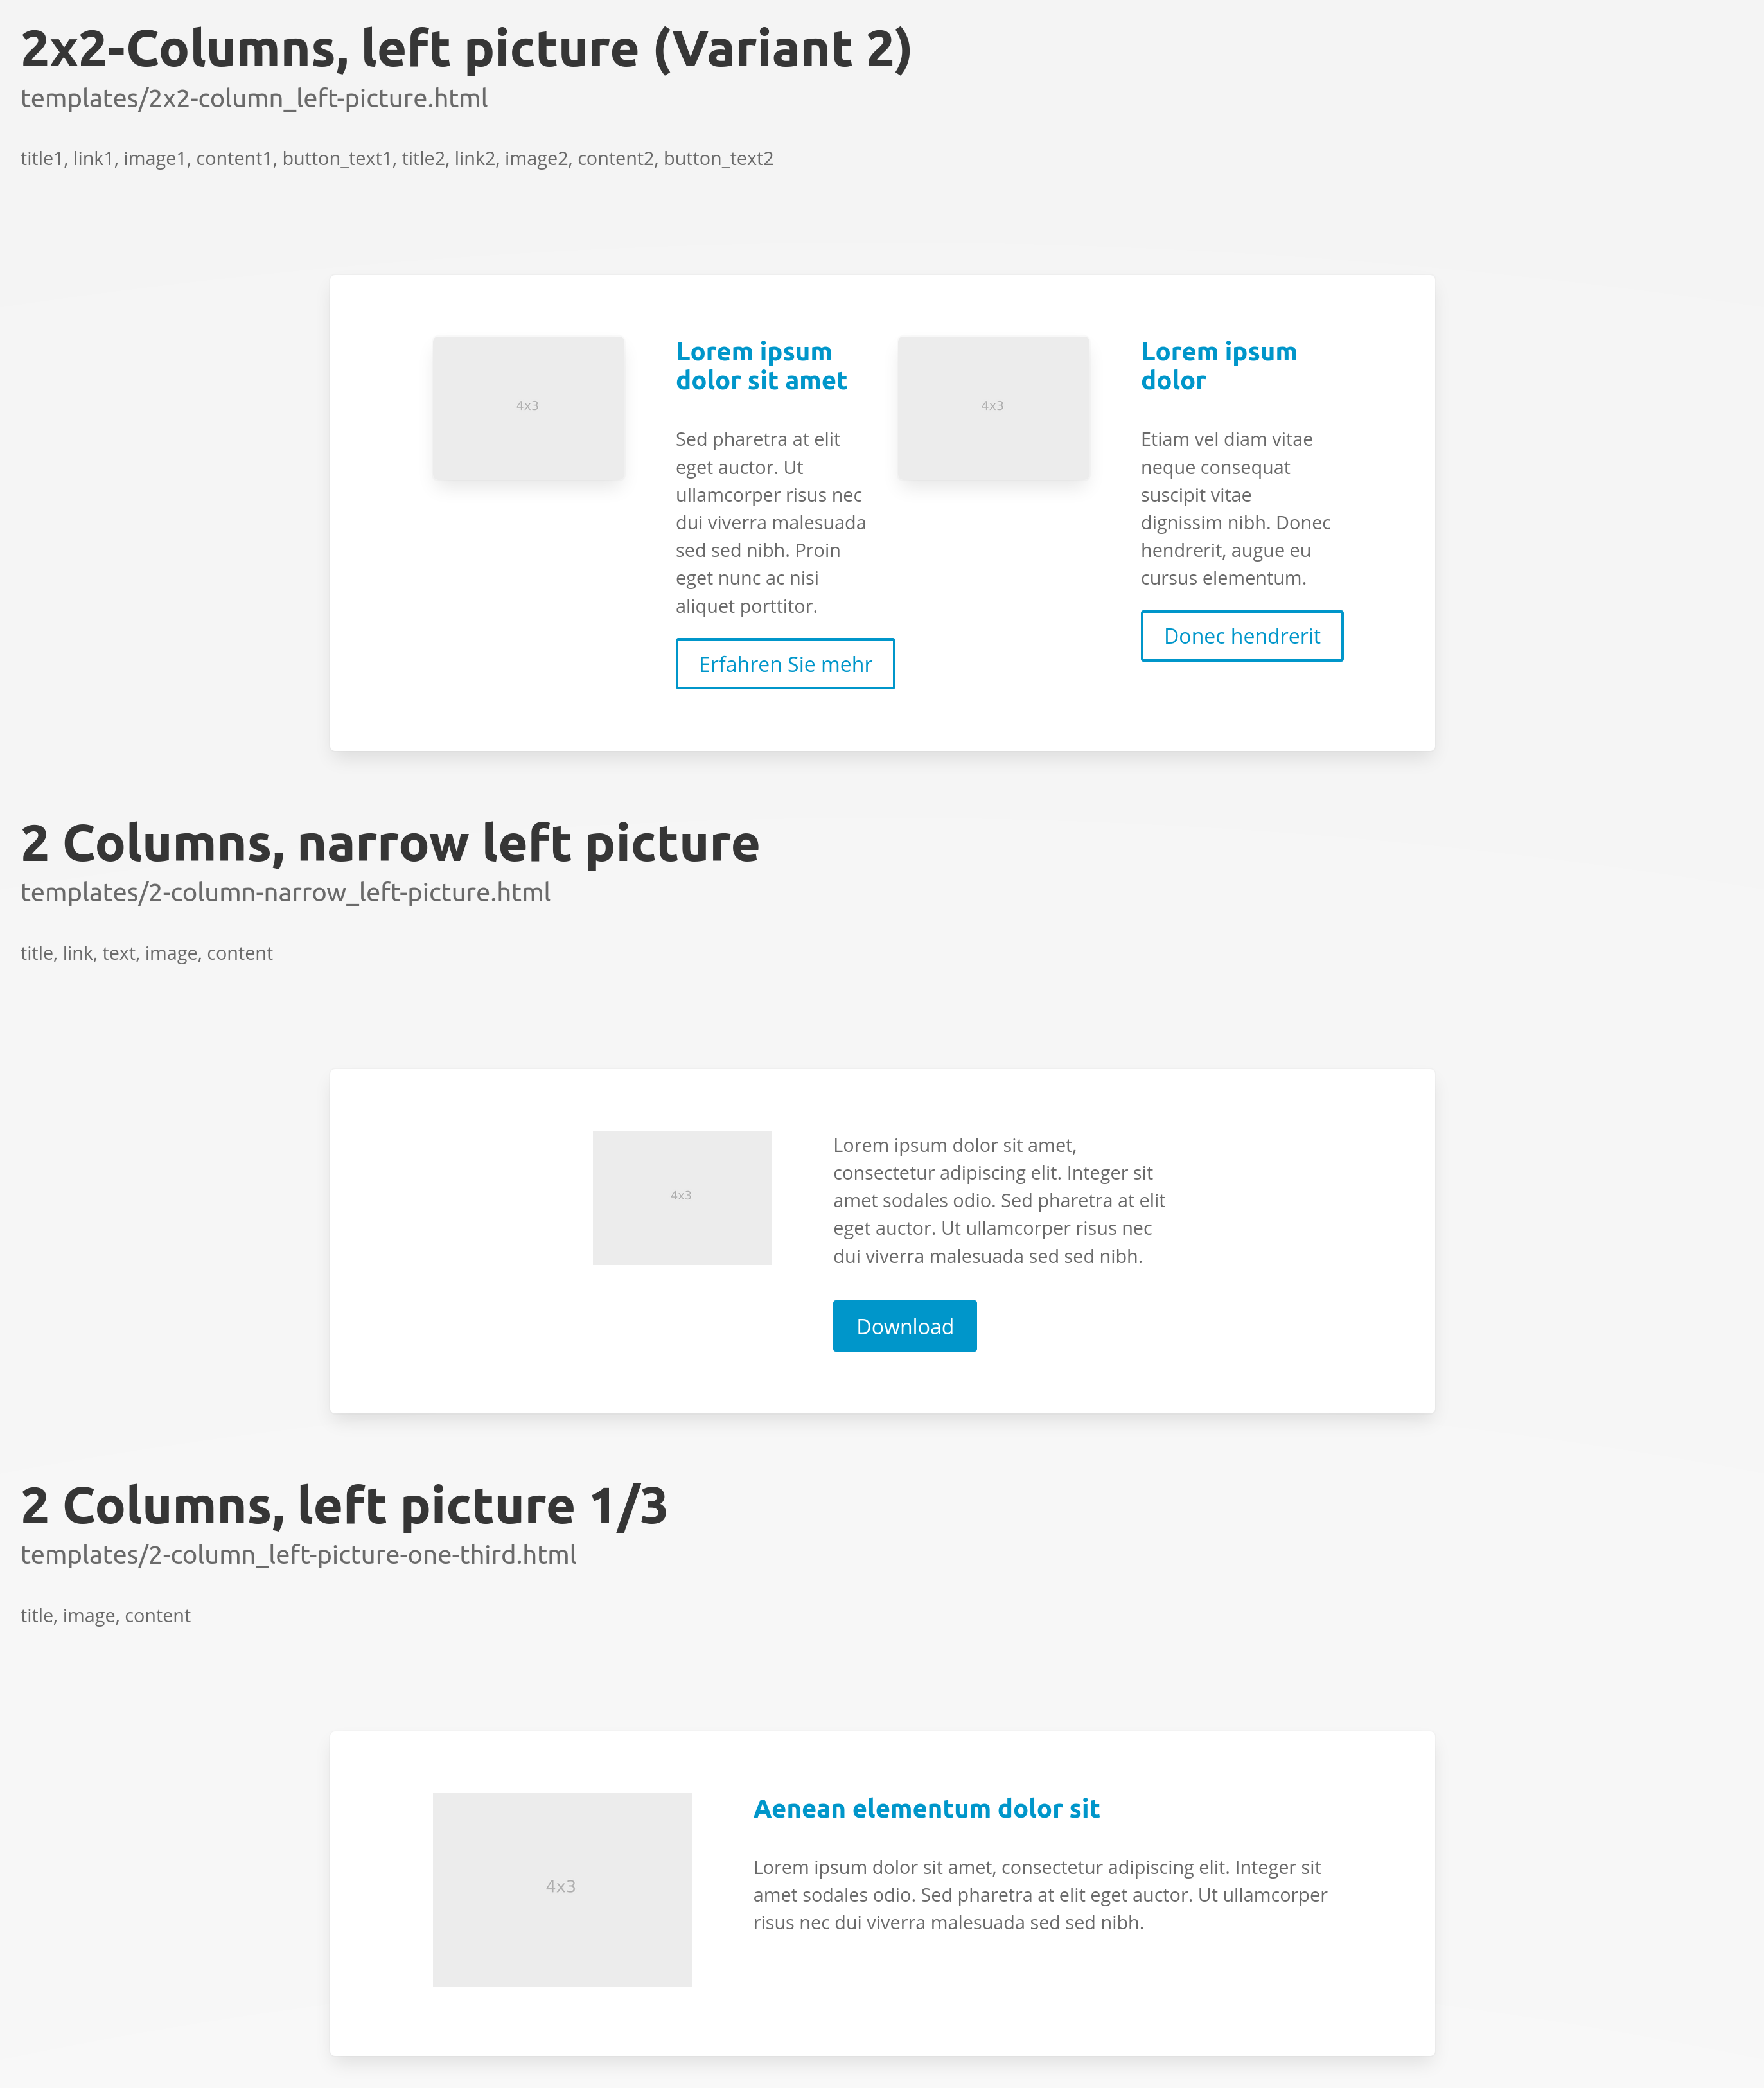 2x2-Columns, left picture (Variant 2)
templates/2x2-column_left-picture.html
title1, link1, image1, content1, button_text1, title2, link2, image2, content2, button_text2
4x3
Lorem ipsum
dolor sit amet
Sed pharetra at elit
eget auctor. Ut
ullamcorper risus nec
dui viverra malesuada
sed sed nibh. Proin
eget nunc ac nisi
aliquet porttitor.
Erfahren Sie mehr
4x3
Lorem ipsum
dolor
Etiam vel diam vitae
neque consequat
suscipit vitae
dignissim nibh. Donec
hendrerit, augue eu
cursus elementum.
Donec hendrerit
2 Columns, narrow left picture
templates/2-column-narrow_left-picture.html
title, link, text, image, content
4x3
Lorem ipsum dolor sit amet,
consectetur adipiscing elit. Integer sit
amet sodales odio. Sed pharetra at elit
eget auctor. Ut ullamcorper risus nec
dui viverra malesuada sed sed nibh.
Download
2 Columns, left picture 1/3
templates/2-column_left-picture-one-third.html
title, image, content
4x3
Aenean elementum dolor sit
Lorem ipsum dolor sit amet, consectetur adipiscing elit. Integer sit
amet sodales odio. Sed pharetra at elit eget auctor. Ut ullamcorper
risus nec dui viverra malesuada sed sed nibh.